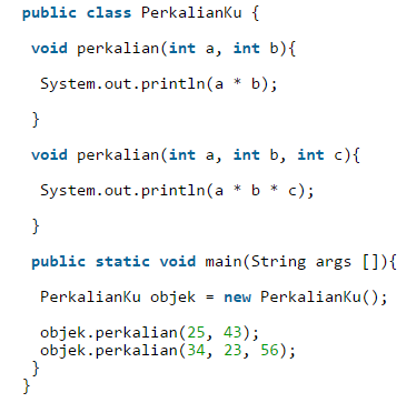 public class PerkalianKu {
void perkalian(int a, int b){
System.out.println(a * b);
}
void perkalian(int a, int b, int c){
System.out.println(a * b * c);
}
public static void main(String args []){
PerkalianKu objek = new PerkalianKu();
objek.perkalian(25, 43);
objek.perkalian(34, 23, 56);
}
}